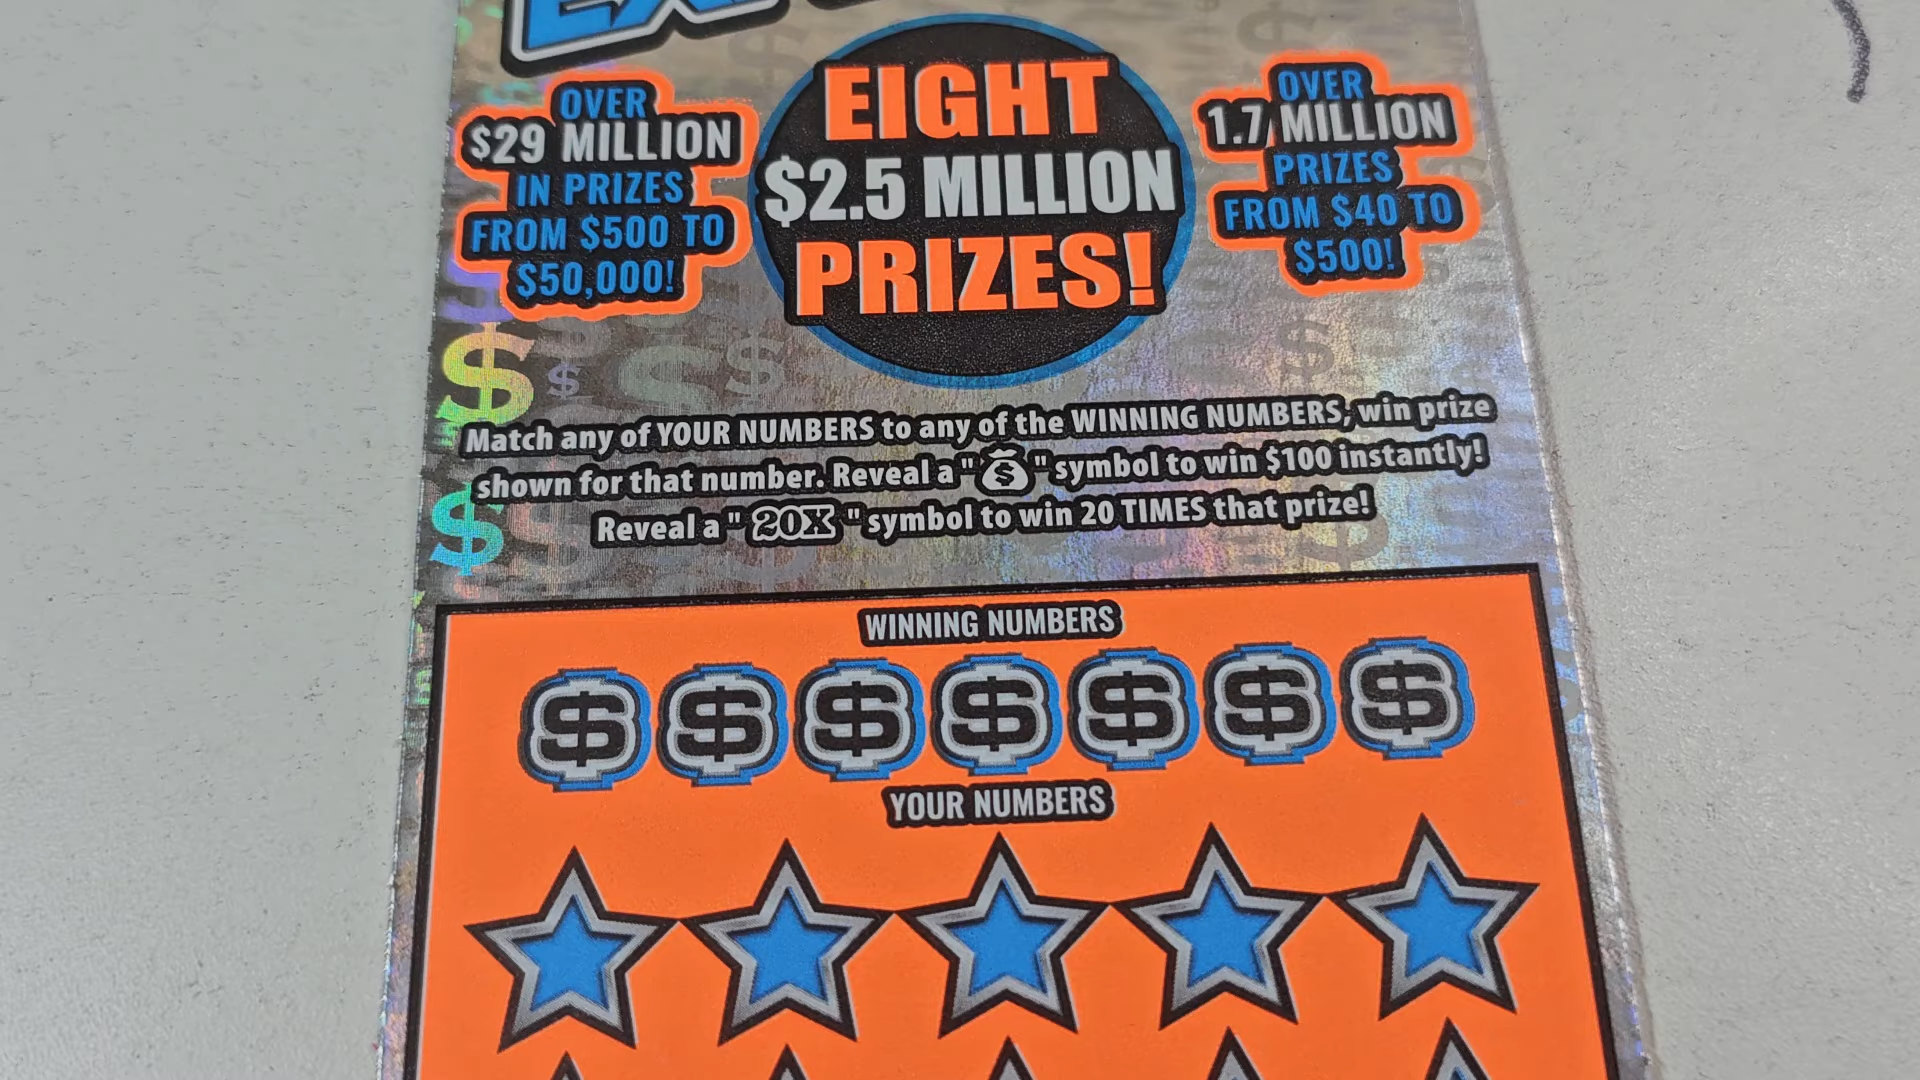 OVER
$29 MILLION
IN PRIZES
FROM $500 TO
$50,000!
EIGHT
$2.5 MILLION
PRIZES!
OVER
1.7 MILLION
PRIZES
FROM $40 TO
$500!
Match any of YOUR NUMBERS to any of the WINNING NUMBERS, win prize
shown for that number. Reveal a " $ " symbol to win $100 instantly!
Reveal a " 20X " symbol to win 20 TIMES that prize!
WINNING NUMBERS
$ $ $ $ $ $ $
YOUR NUMBERS